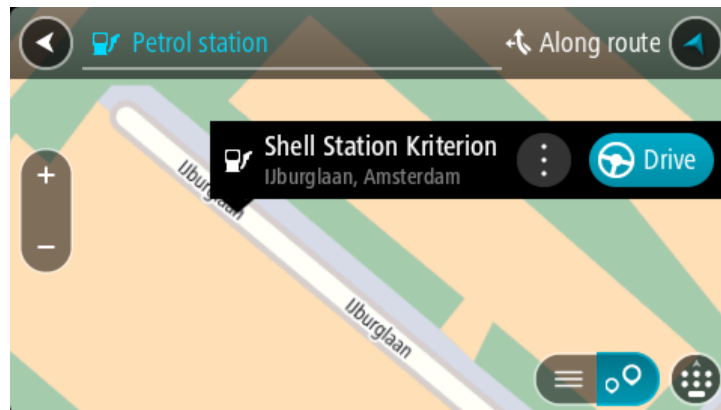 Petrol station
Along route
Shell Station Kriterion
IJburglaan, Amsterdam
Drive
+
−
IJburglaan
IJburglaan